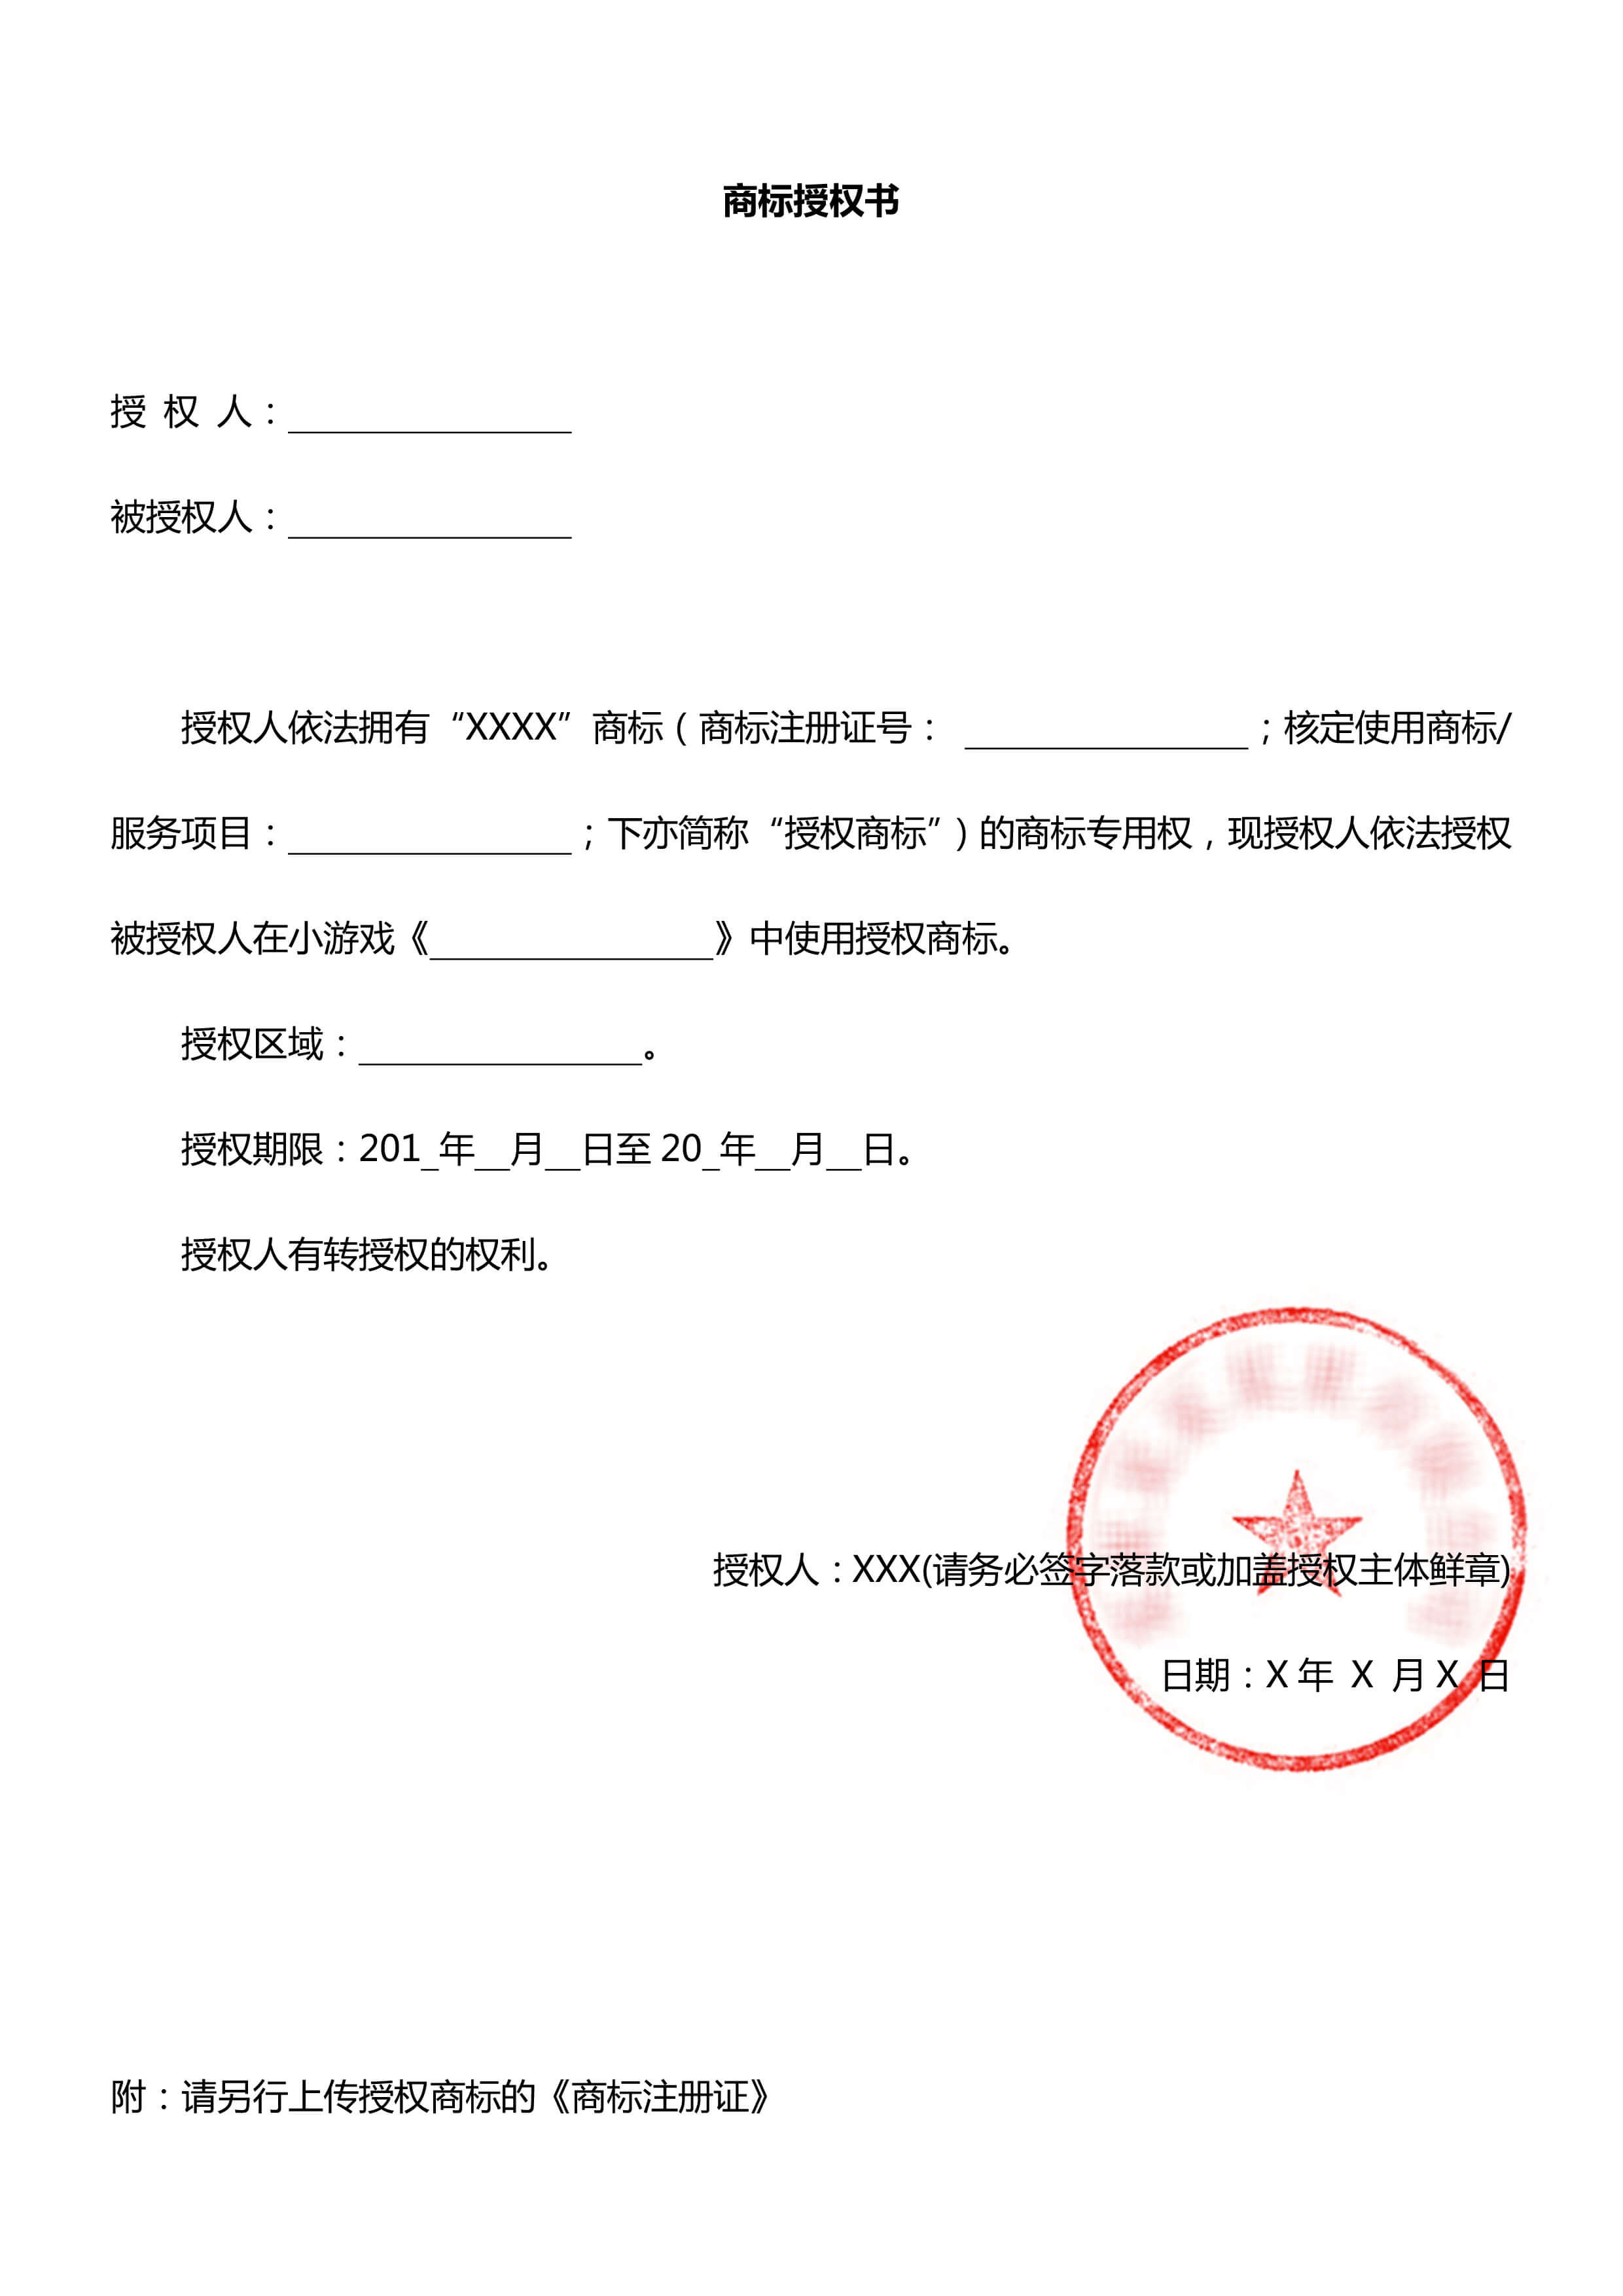 商标授权书
授 权 人：________________
被授权人：________________
授权人依法拥有“XXXX”商标（商标注册证号： ________________；核定使用商标/
服务项目：________________；下亦简称“授权商标”）的商标专用权，现授权人依法授权
被授权人在小游戏《________________》中使用授权商标。
授权区域：________________。
授权期限：201_年__月__日至 20_年__月__日。
授权人有转授权的权利。
授权人：XXX(请务必签字落款或加盖授权主体鲜章)
日期：X 年 X 月 X 日
附：请另行上传授权商标的《商标注册证》